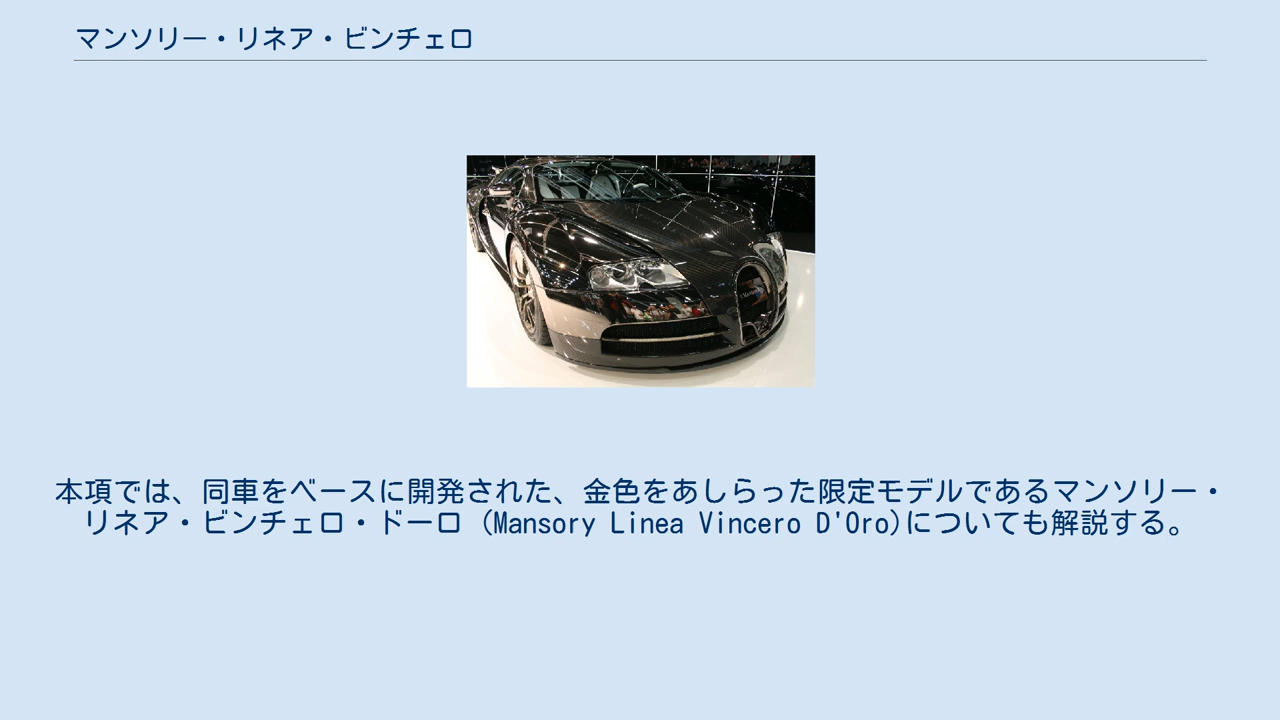 マンソリー・リネア・ビンチェロ
本項では、同車をベースに開発された、金色をあしらった限定モデルであるマンソリー・
リネア・ビンチェロ・ドーロ (Mansory Linea Vincero D'Oro)についても解説する。